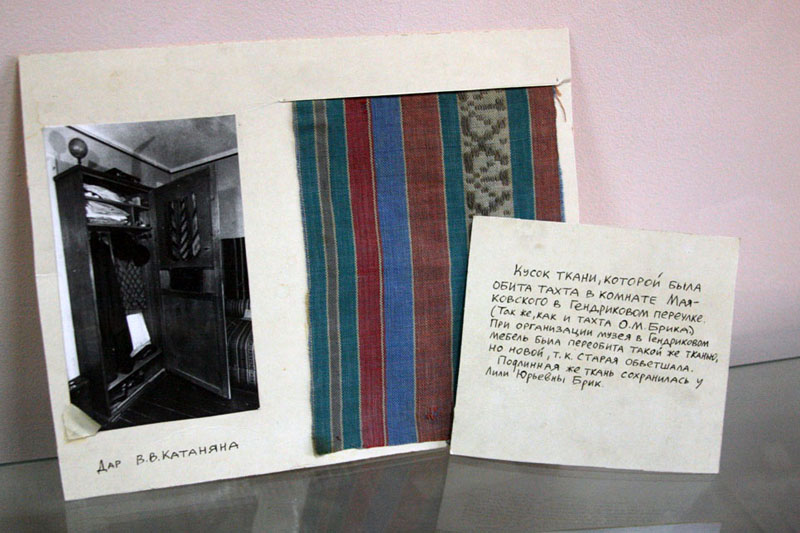 Дар В.В.Катаняна
Кусок ткани, которой была
обита тахта в комнате Мая-
ковского в Гендриковом переулке.
(Так же, как и тахта О.М.Брика)
При организации музея в Гендриковом
мебель была переобита такой же тканью,
но новой, т.к. старая обветшала.
Подлинная же ткань сохранилась у
Лили Юрьевны Брик.